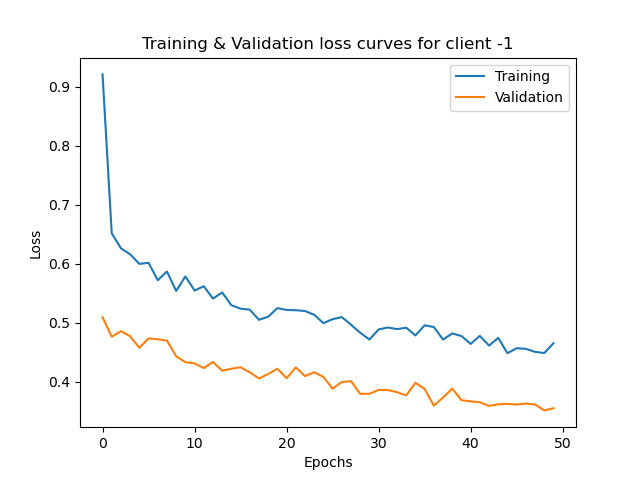 Training & Validation loss curves for client -1
Training
Validation
Loss
0.9
0.8
0.7
0.6
0.5
0.4
0
10
20
30
40
50
Epochs